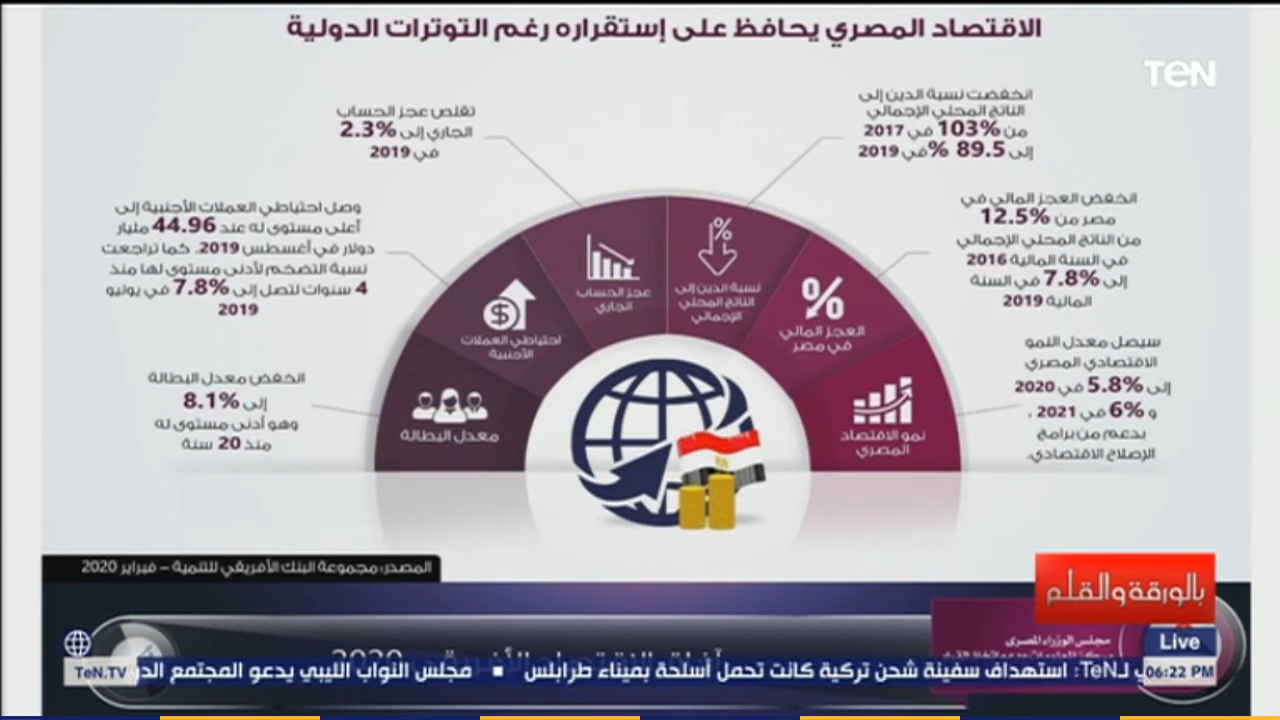 الاقتصاد المصري يحافظ على إستقراره رغم التوترات الدولية
TeN
انخفضت نسبة الدين إلى
الناتج المحلي الإجمالي
من 103% في 2017
إلى 89.5 % في 2019
تقلص عجز الحساب
الجاري إلى 2.3%
في 2019
انخفض العجز المالي في
مصر من 12.5%
من الناتج المحلي الإجمالي
في السنة المالية 2016
إلى 7.8% في السنة
المالية 2019
وصل احتياطي العملات الأجنبية إلى
أعلى مستوى له عند 44.96 مليار
دولار في أغسطس 2019. كما تراجعت
نسبة التضخم لأدنى مستوى لها منذ
4 سنوات لتصل إلى 7.8% في يوليو
2019
سيصل معدل النمو
الاقتصادي المصري
إلى 5.8% في 2020
و 6% في 2021 .
بدعم من برامج
الإصلاح الاقتصادي.
انخفض معدل البطالة
إلى 8.1%
وهو أدنى مستوى له
منذ 20 سنة
نسبة الدين إلى
الناتج المحلي
الإجمالي
عجز الحساب
الجاري
العجز المالي
في مصر
احتياطي العملات
الأجنبية
نمو الاقتصاد
المصري
معدل البطالة
المصدر: مجموعة البنك الأفريقي للتنمية – فبراير 2020
بالورقة والقلم
مجلس الوزراء المصرى
Live
06:22 PM
لـTeN: استهداف سفينة شحن تركية كانت تحمل أسلحة بميناء طرابلس ■ مجلس النواب الليبي يدعو المجتمع
TeN.TV